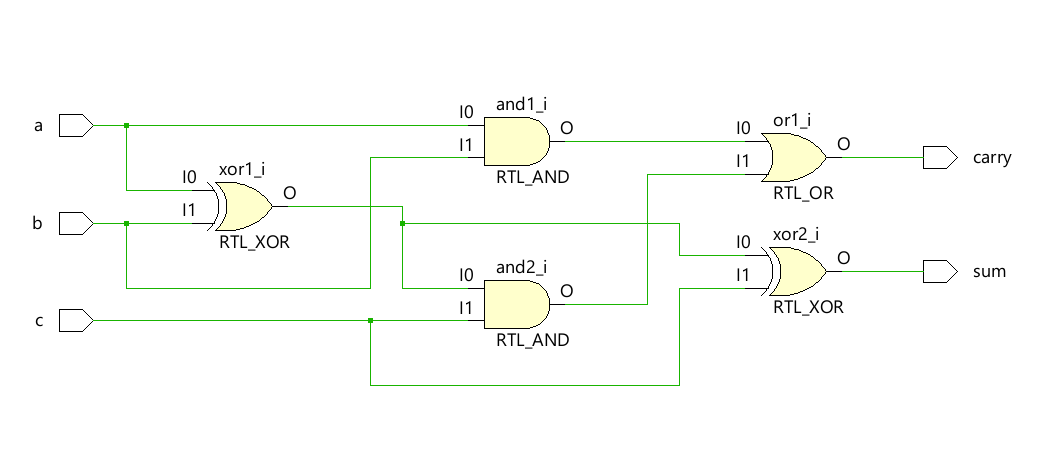 and1_i
I0
O
I1
RTL_AND
or1_i
I0
O
I1
RTL_OR
carry
a
xor1_i
I0
O
I1
RTL_XOR
b
xor2_i
I0
O
I1
RTL_XOR
sum
and2_i
I0
O
I1
RTL_AND
c